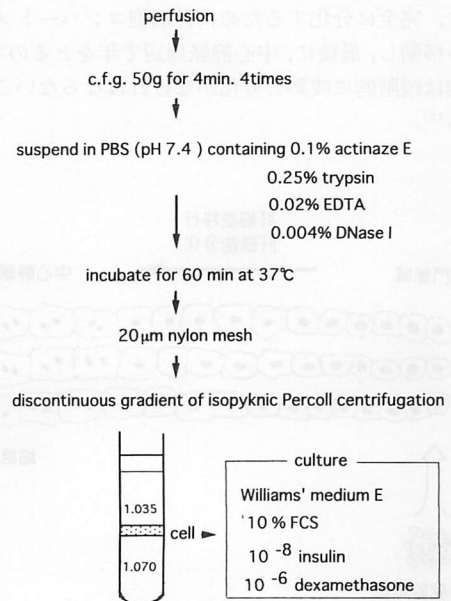 perfusion
c.f.g. 50g for 4min. 4times
suspend in PBS (pH 7.4 ) containing 0.1% actinaze E
0.25% trypsin
0.02% EDTA
0.004% DNase I
incubate for 60 min at 37℃
20μm nylon mesh
discontinuous gradient of isopyknic Percoll centrifugation
1.035
cell
1.070
culture
Williams' medium E
10 % FCS
10 -8 insulin
10 -6 dexamethasone